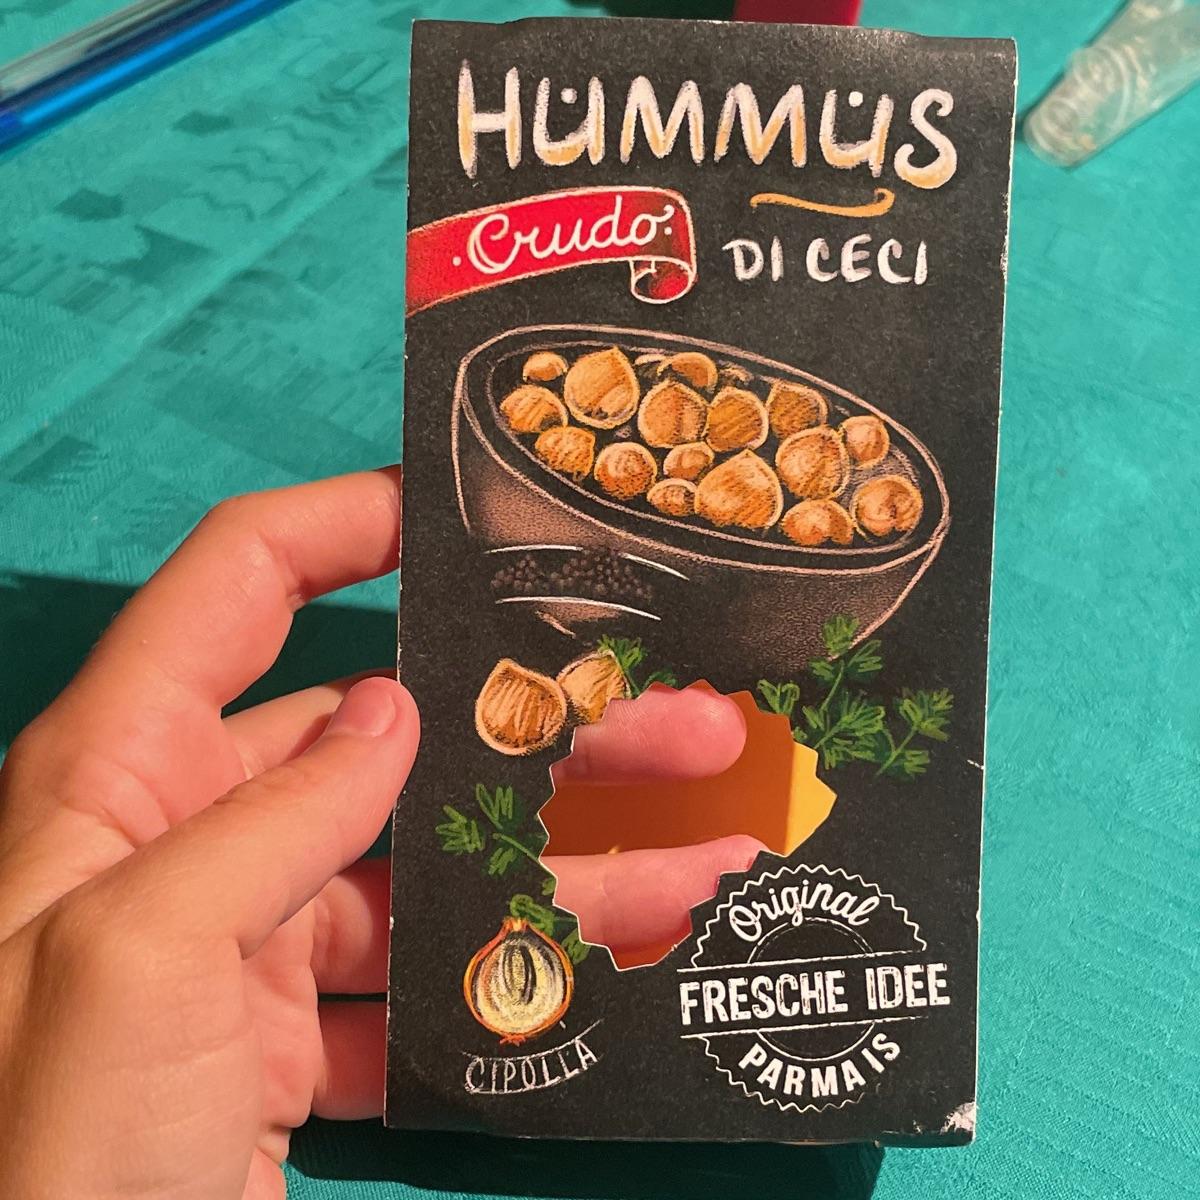 HÜMMÜS
Crudo
DI CECI
CIPOLLA
Original
FRESCHE IDEE
PARMA IS